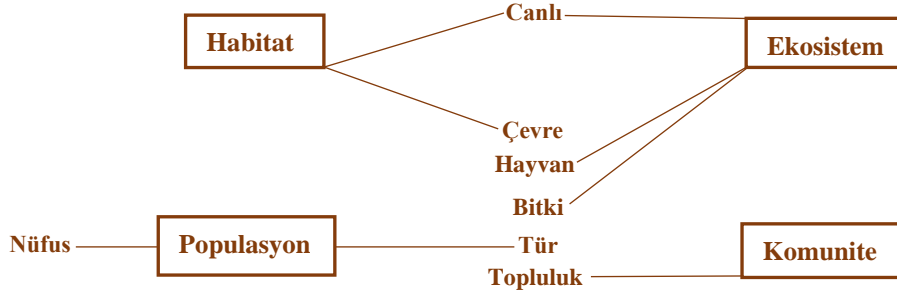 Canlı
Habitat
Ekosistem
Çevre
Hayvan
Bitki
Nüfus
Populasyon
Tür
Komunite
Topluluk